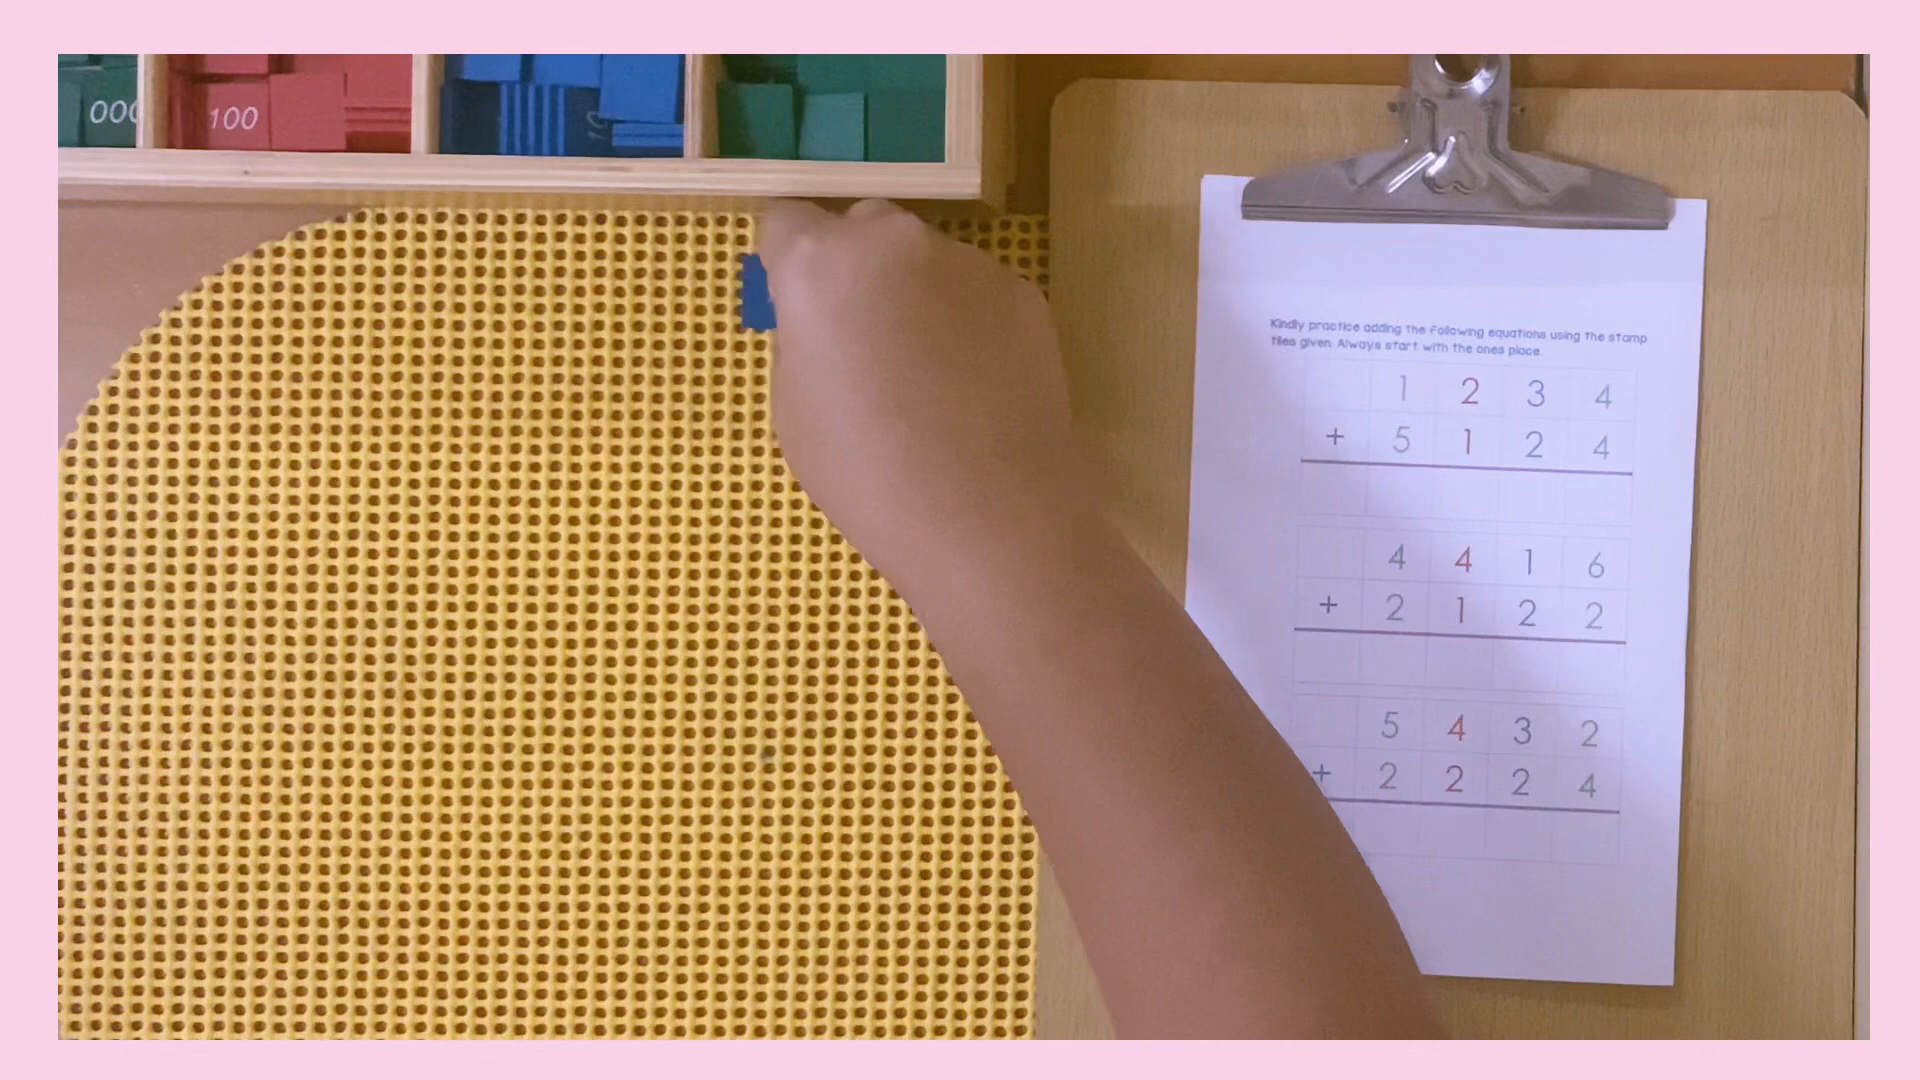 000
100
10
Kindly practice adding the following equations using the stamp
tiles given. Always start with the ones place.
1 2 3 4
+ 5 1 2 4
4 4 1 6
+ 2 1 2 2
5 4 3 2
+ 2 2 2 4